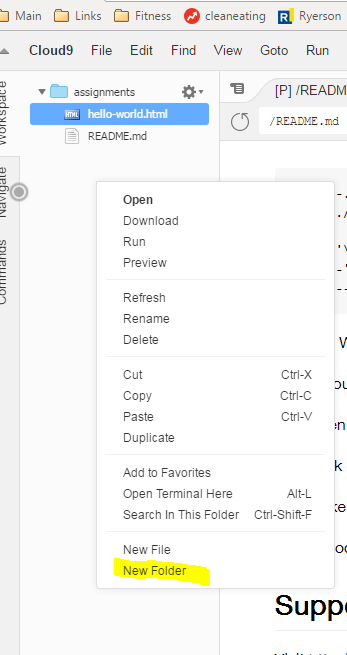 Main Links Fitness cleaneating Ryerson
Cloud9 File Edit Find View Goto Run
Workspace
Navigate
Commands
assignments
hello-world.html
README.md
[P] /README
/README.md
Open
Download
Run
Preview
Refresh
Rename
Delete
Cut Ctrl-X
Copy Ctrl-C
Paste Ctrl-V
Duplicate
Add to Favorites
Open Terminal Here Alt-L
Search In This Folder Ctrl-Shift-F
New File
New Folder
Suppo